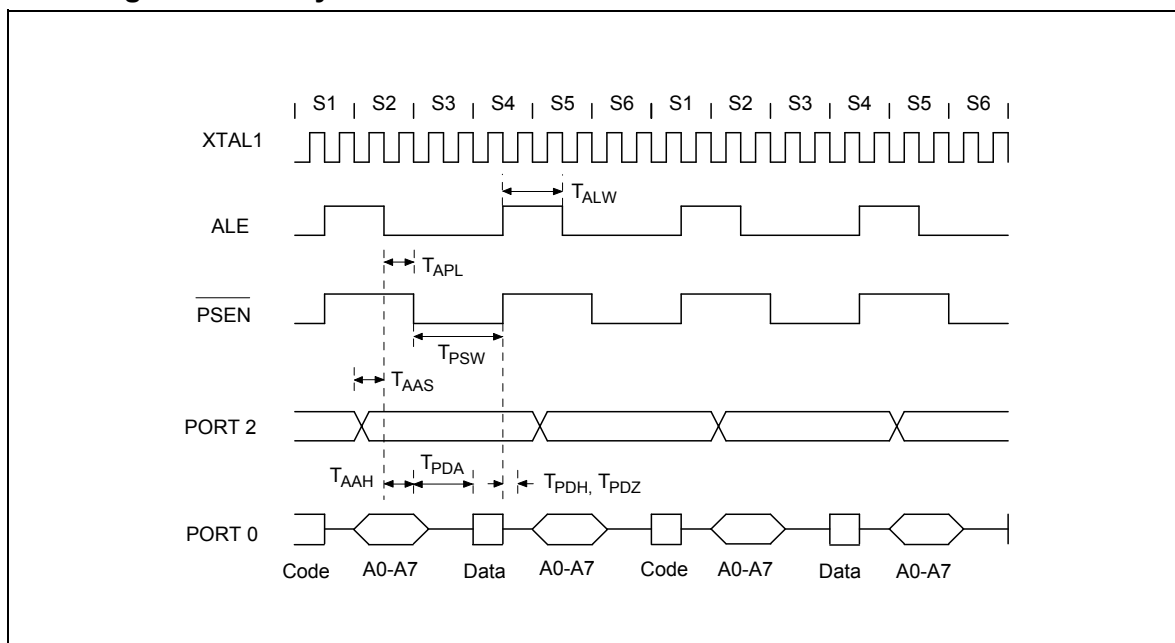 S1 S2 S3 S4 S5 S6 S1 S2 S3 S4 S5 S6
XTAL1
TALW
ALE
TAPL
PSEN
TPSW
TAAS
PORT 2
TAAH TPDA TPDH, TPDZ
PORT 0
Code A0-A7 Data A0-A7 Code A0-A7 Data A0-A7